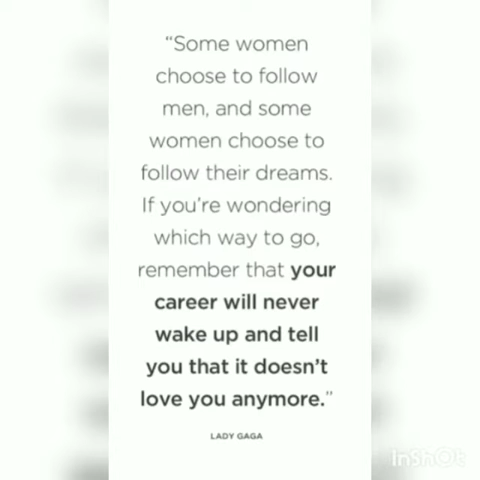 “Some women
choose to follow
men, and some
women choose to
follow their dreams.
If you’re wondering
which way to go,
remember that your
career will never
wake up and tell
you that it doesn’t
love you anymore.”
LADY GAGA
InShOt